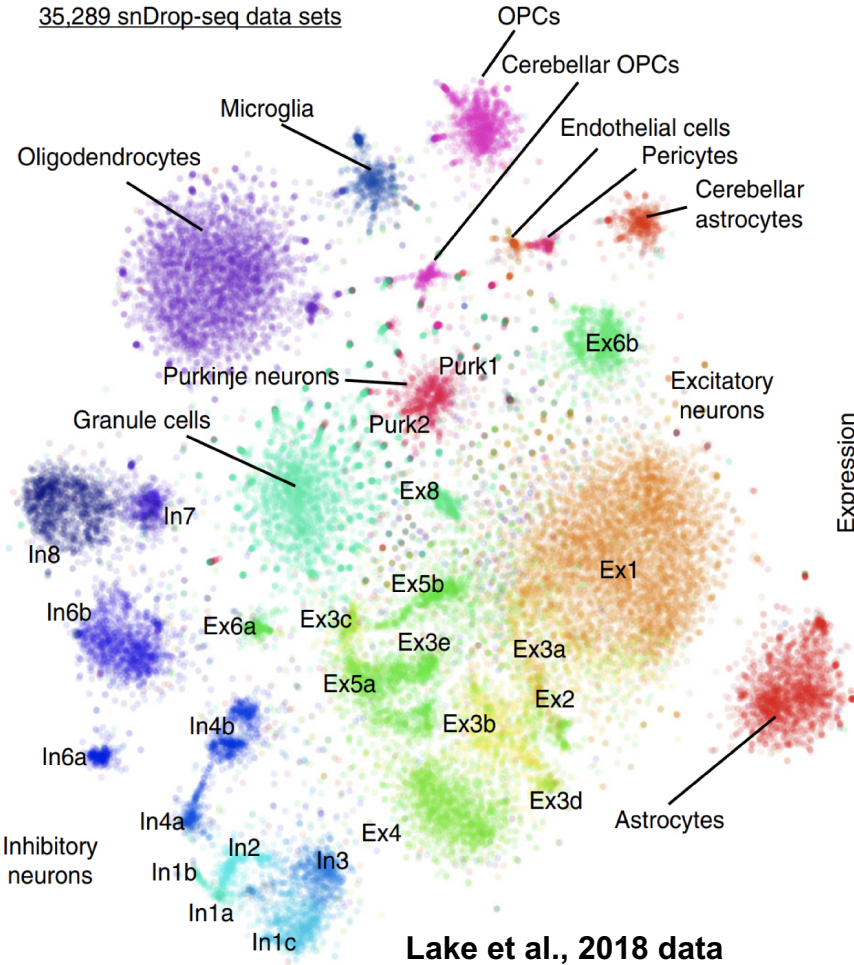 35,289 snDrop-seq data sets
OPCs
Cerebellar OPCs
Microglia
Endothelial cells
Pericytes
Oligodendrocytes
Cerebellar
astrocytes
Ex6b
Purk1
Purkinje neurons
Excitatory
neurons
Purk2
Granule cells
Expression
Ex8
In7
In8
Ex1
Ex5b
In6b
Ex6a
Ex3c
Ex3e
Ex3a
Ex5a
Ex2
In4b
Ex3b
In6a
Ex3d
In4a
Astrocytes
Ex4
Inhibitory
neurons
In2
In3
In1b
In1a
In1c
Lake et al., 2018 data